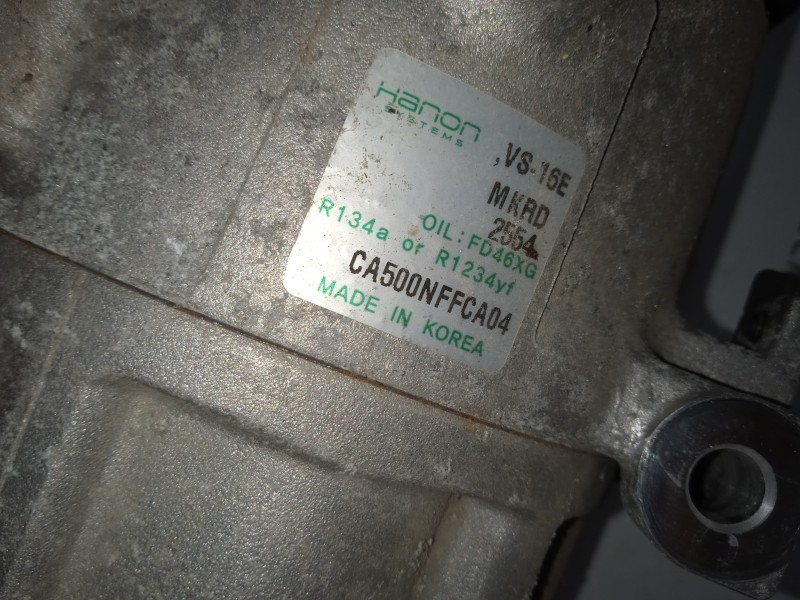 Hanon
SYSTEMS
,VS-16E
MKRD
2554
OIL: FD46XG
R134a or R1234yf
CA500NFFCA04
MADE IN KOREA